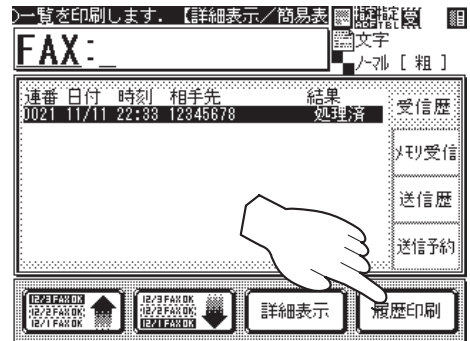 一覧を印刷します．【詳細表示／簡易表
文字
FAX:_
ﾉｰﾏﾙ [ 粗 ]
連番 日付 時刻 相手先 結果
0021 11/11 22:33 12345678 処理済
受信歴
ﾒﾓﾘ受信
送信歴
送信予約
12/3 FAX OK 12/3 FAX OK
12/2 FAX OK 12/2 FAX OK
12/1 FAX OK 12/1 FAX OK
詳細表示 履歴印刷